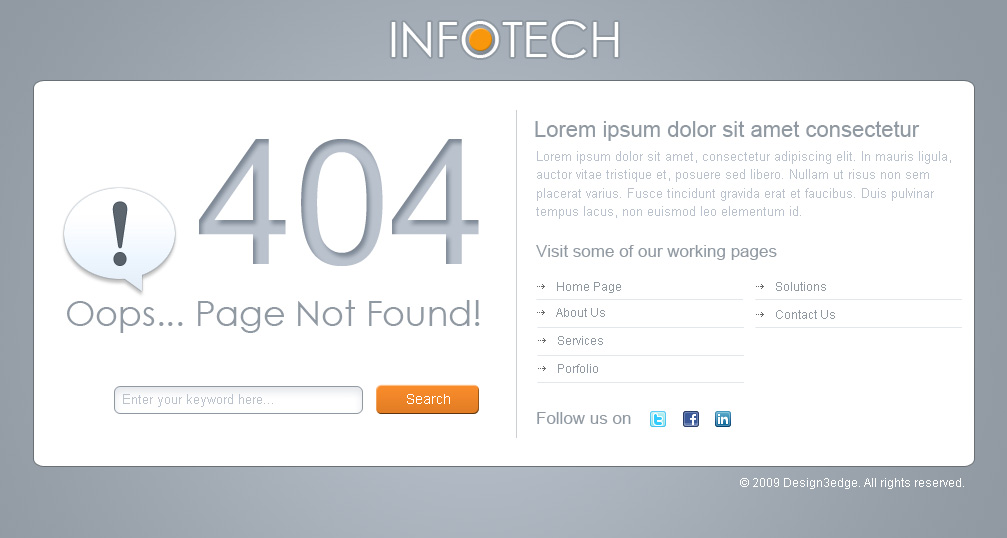 INFOTECH
!
404
Oops... Page Not Found!
Enter your keyword here...
Search
Lorem ipsum dolor sit amet consectetur
Lorem ipsum dolor sit amet, consectetur adipiscing elit. In mauris ligula,
auctor vitae tristique et, posuere sed libero. Nullam ut risus non sem
placerat varius. Fusce tincidunt gravida erat et faucibus. Duis pulvinar
tempus lacus, non euismod leo elementum id.
Visit some of our working pages
Home Page
About Us
Services
Porfolio
Solutions
Contact Us
Follow us on
© 2009 Design3edge. All rights reserved.